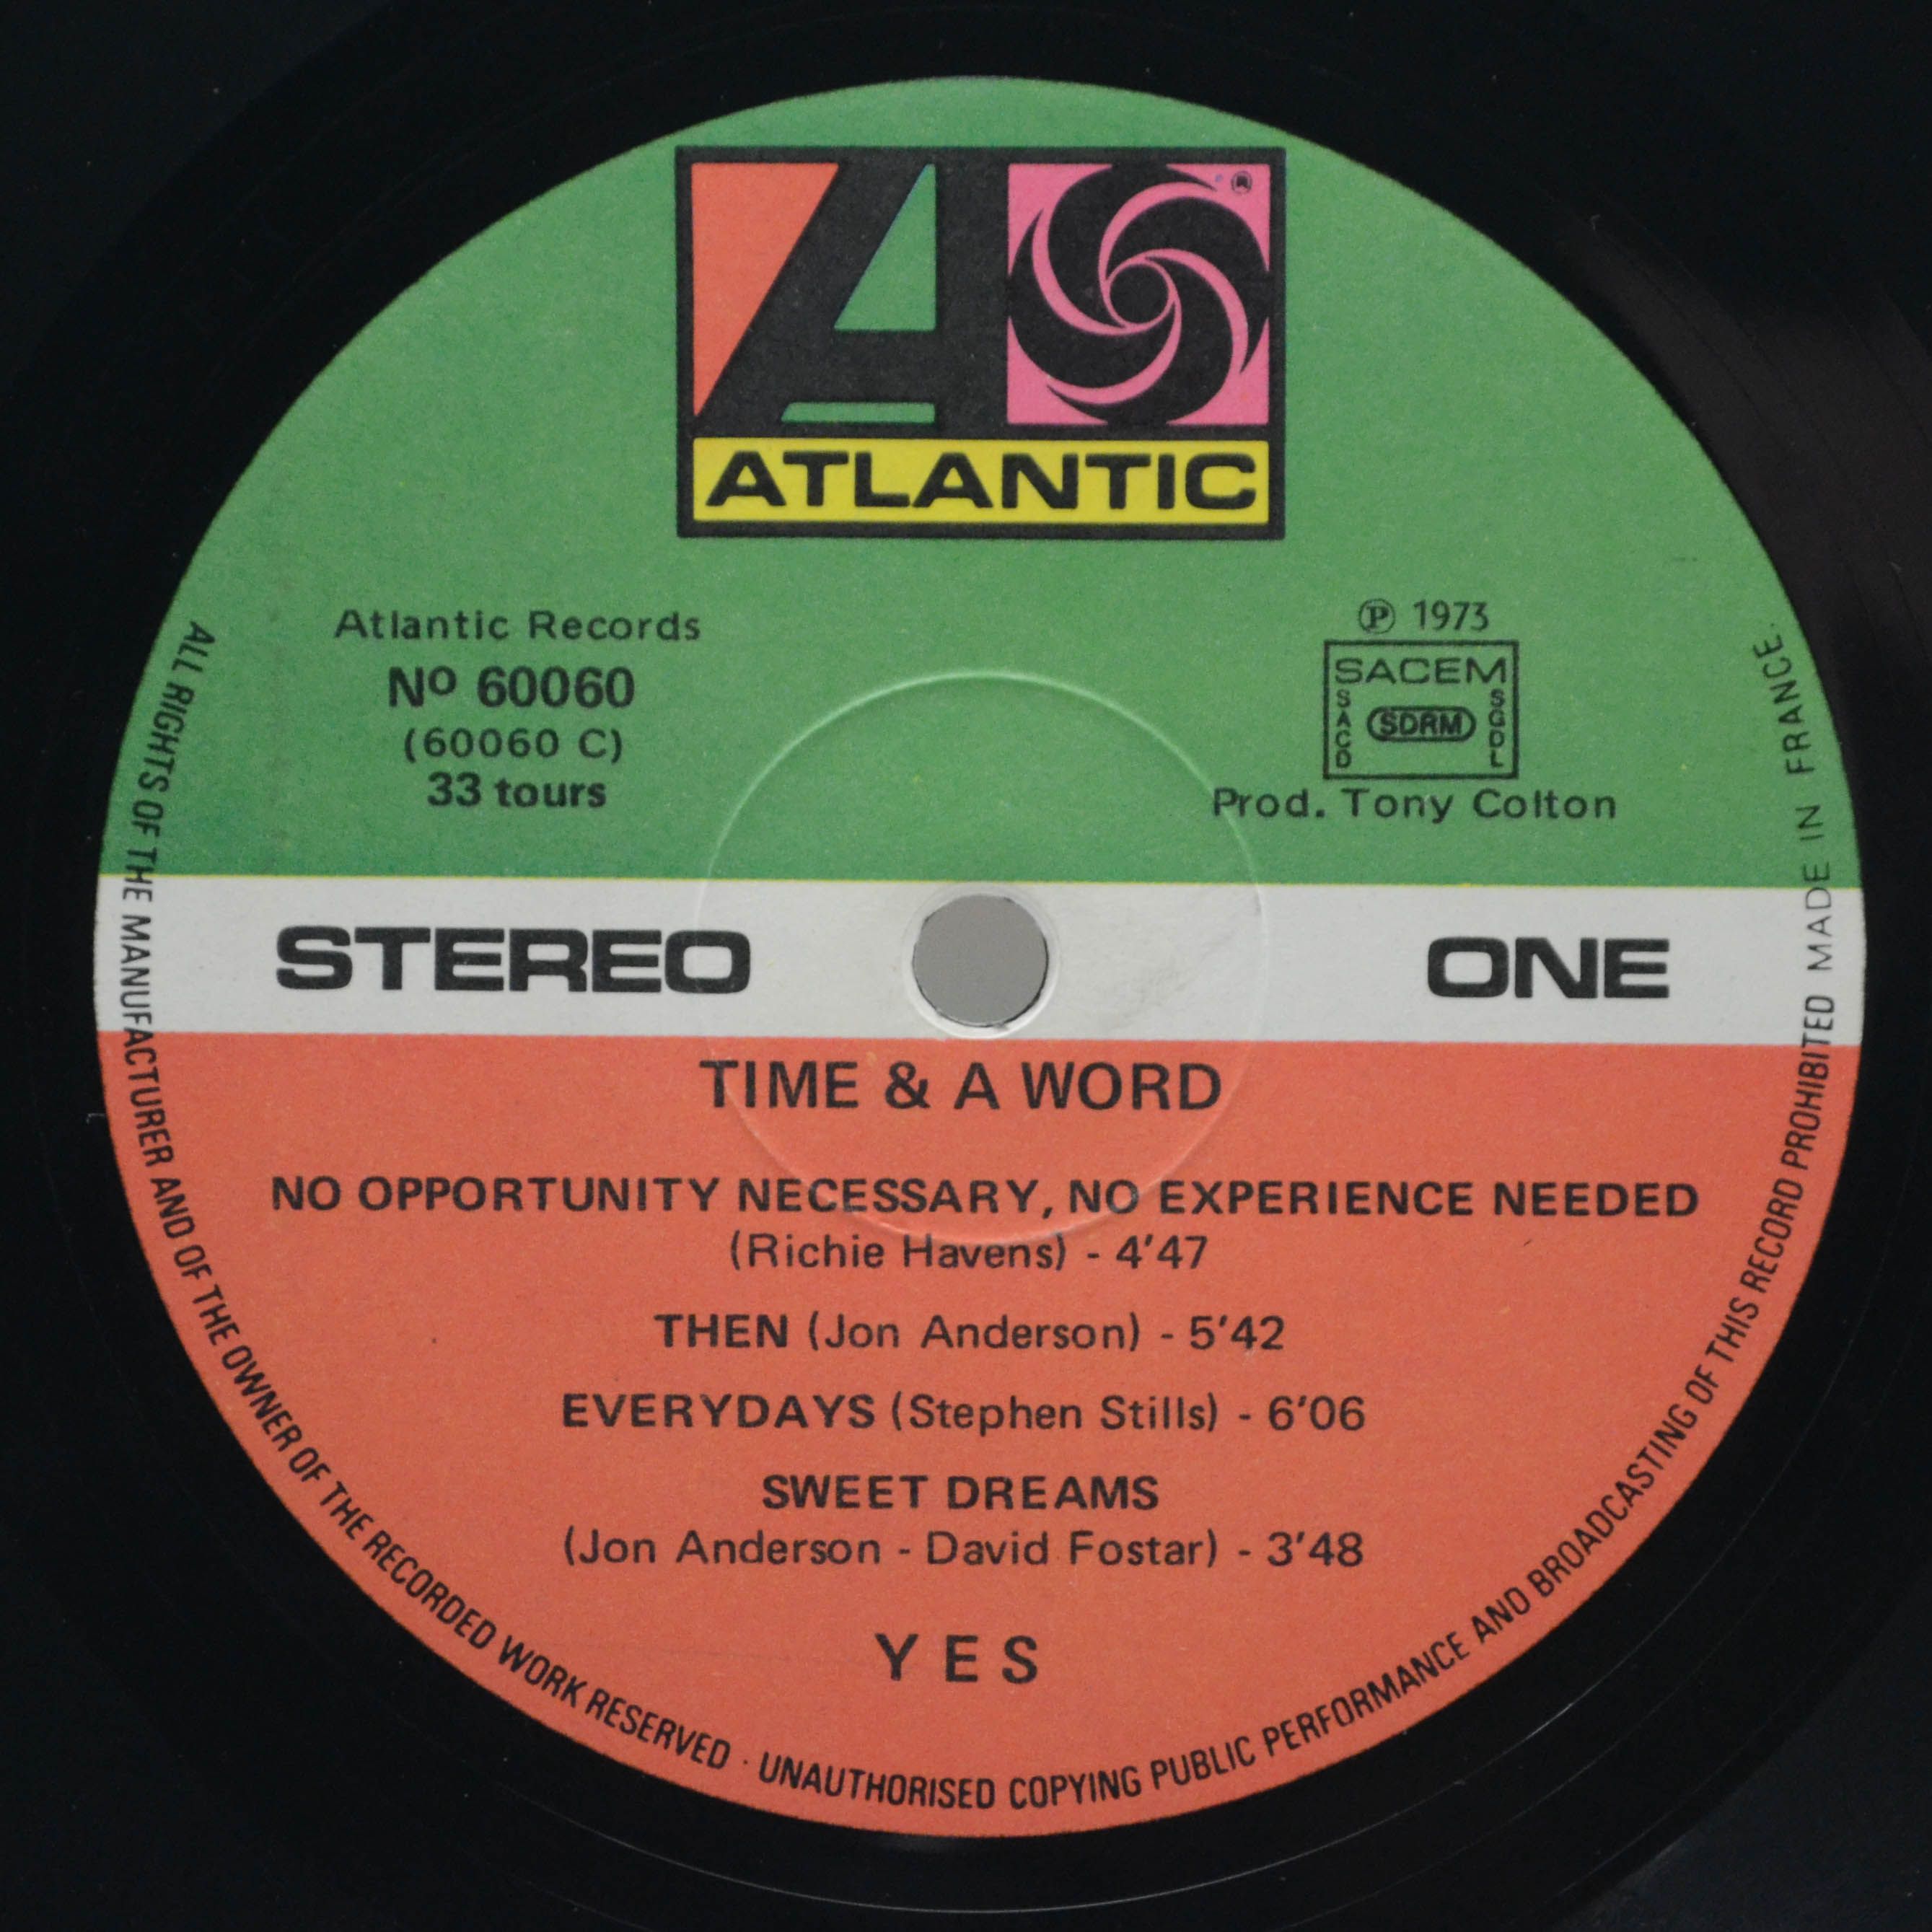 A
®
ATLANTIC
Atlantic Records
Nº 60060
(60060 C)
33 tours
℗ 1973
SACEM
SACD
SDRM
SGDL
Prod. Tony Colton
STEREO
ONE
TIME & A WORD
NO OPPORTUNITY NECESSARY, NO EXPERIENCE NEEDED
(Richie Havens) - 4'47
THEN (Jon Anderson) - 5'42
EVERYDAYS (Stephen Stills) - 6'06
SWEET DREAMS
(Jon Anderson - David Fostar) - 3'48
YES
ALL RIGHTS OF THE MANUFACTURER AND OF THE OWNER OF THE RECORDED WORK RESERVED · UNAUTHORISED COPYING PUBLIC PERFORMANCE AND BROADCASTING OF THIS RECORD PROHIBITED MADE IN FRANCE.